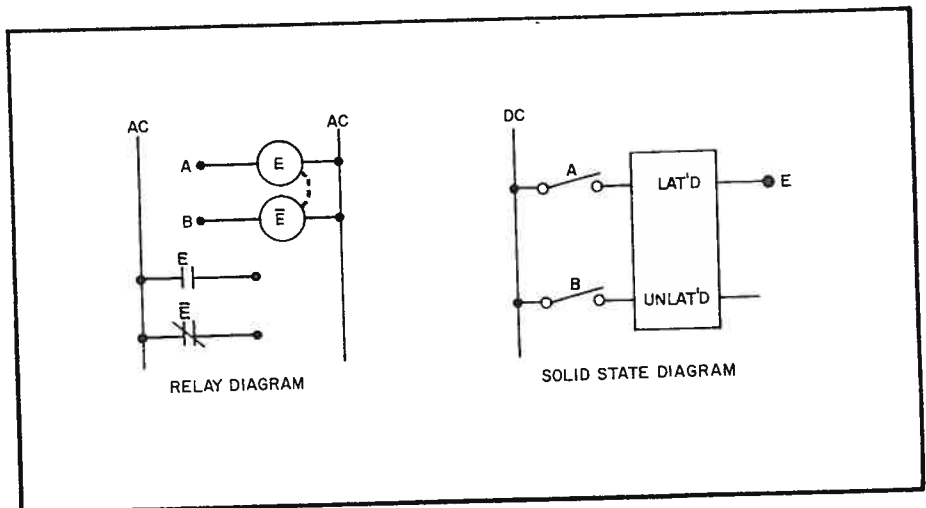 AC
AC
A
E
B
E̅
E
E̅
RELAY DIAGRAM
DC
A
LAT'D
E
B
UNLAT'D
SOLID STATE DIAGRAM